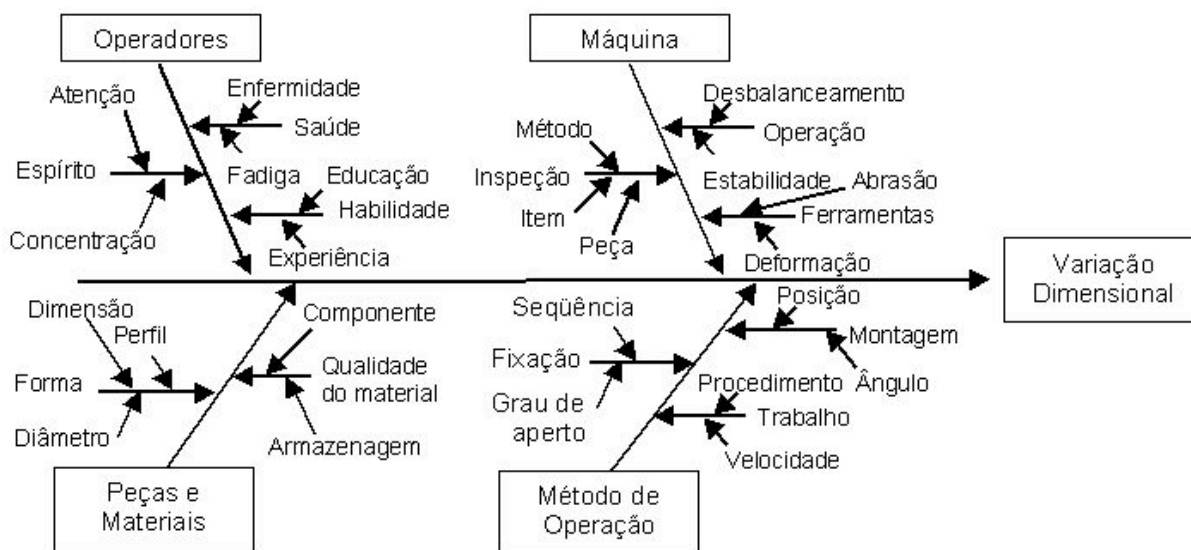 Operadores
Máquina
Enfermidade
Atenção
Saúde
Espírito
Fadiga
Educação
Habilidade
Concentração
Experiência
Desbalanceamento
Método
Operação
Inspeção
Estabilidade
Abrasão
Item
Ferramentas
Peça
Deformação
Variação
Dimensional
Dimensão
Perfil
Componente
Forma
Qualidade
do material
Diâmetro
Armazenagem
Peças e
Materiais
Posição
Seqüência
Montagem
Fixação
Procedimento
Ângulo
Grau de
aperto
Trabalho
Velocidade
Método de
Operação